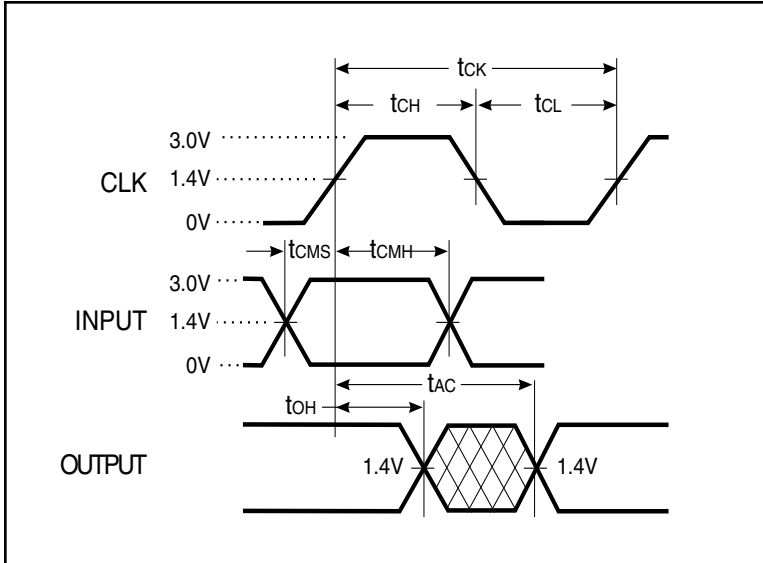 tCK
tCH tCL
3.0V
CLK 1.4V
0V
tCMS tCMH
3.0V
INPUT 1.4V
0V
tAC
tOH
OUTPUT 1.4V 1.4V